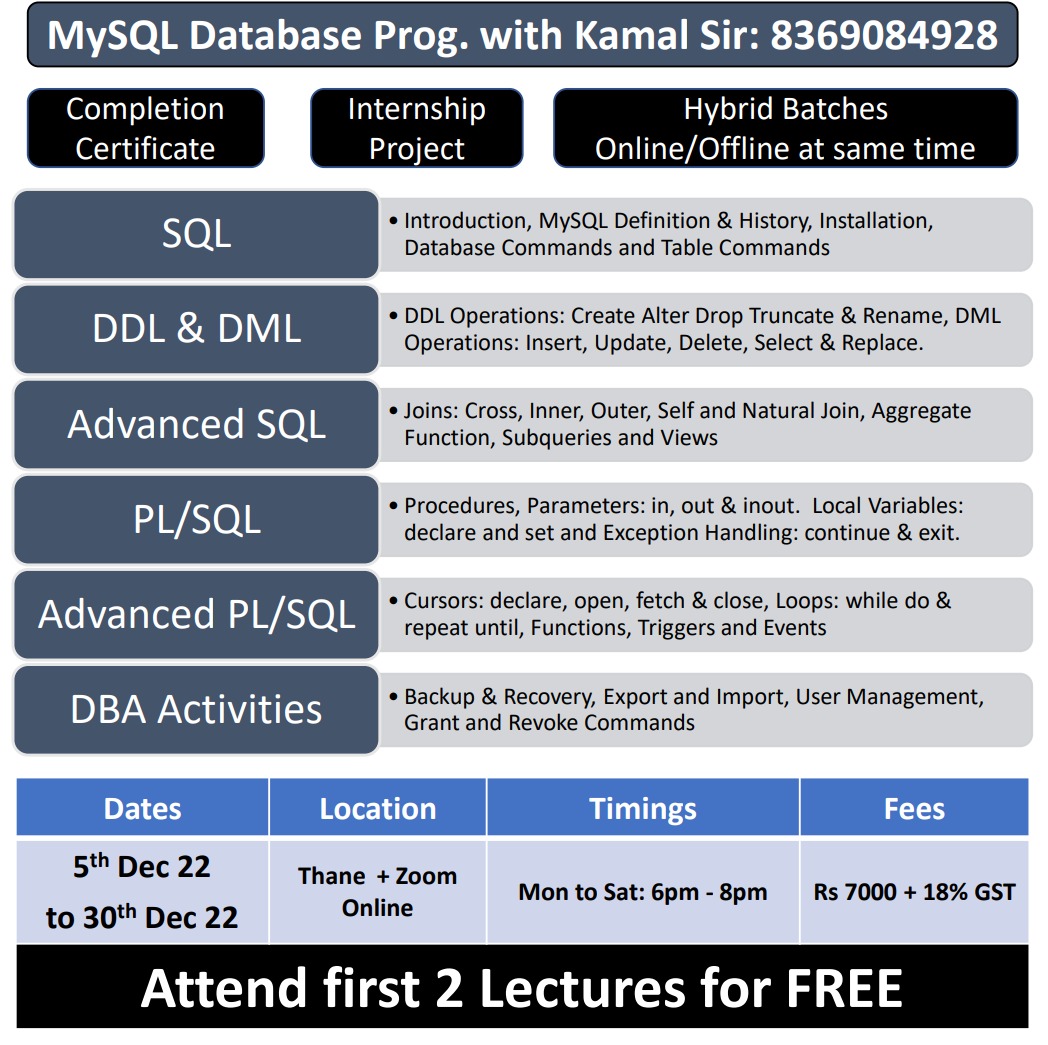 MySQL Database Prog. with Kamal Sir: 8369084928
Completion
Certificate
Internship
Project
Hybrid Batches
Online/Offline at same time
SQL
• Introduction, MySQL Definition & History, Installation,
Database Commands and Table Commands
DDL & DML
• DDL Operations: Create Alter Drop Truncate & Rename, DML
Operations: Insert, Update, Delete, Select & Replace.
Advanced SQL
• Joins: Cross, Inner, Outer, Self and Natural Join, Aggregate
Function, Subqueries and Views
PL/SQL
• Procedures, Parameters: in, out & inout.  Local Variables:
declare and set and Exception Handling: continue & exit.
Advanced PL/SQL
• Cursors: declare, open, fetch & close, Loops: while do &
repeat until, Functions, Triggers and Events
DBA Activities
• Backup & Recovery, Export and Import, User Management,
Grant and Revoke Commands
Dates
Location
Timings
Fees
5th Dec 22
to 30th Dec 22
Thane + Zoom
Online
Mon to Sat: 6pm - 8pm
Rs 7000 + 18% GST
Attend first 2 Lectures for FREE